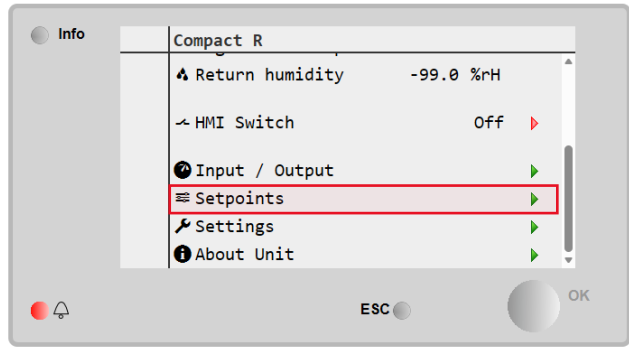 Info
Compact R
Return humidity -99.0 %rH
HMI Switch Off
Input / Output
Setpoints
Settings
About Unit
ESC
OK